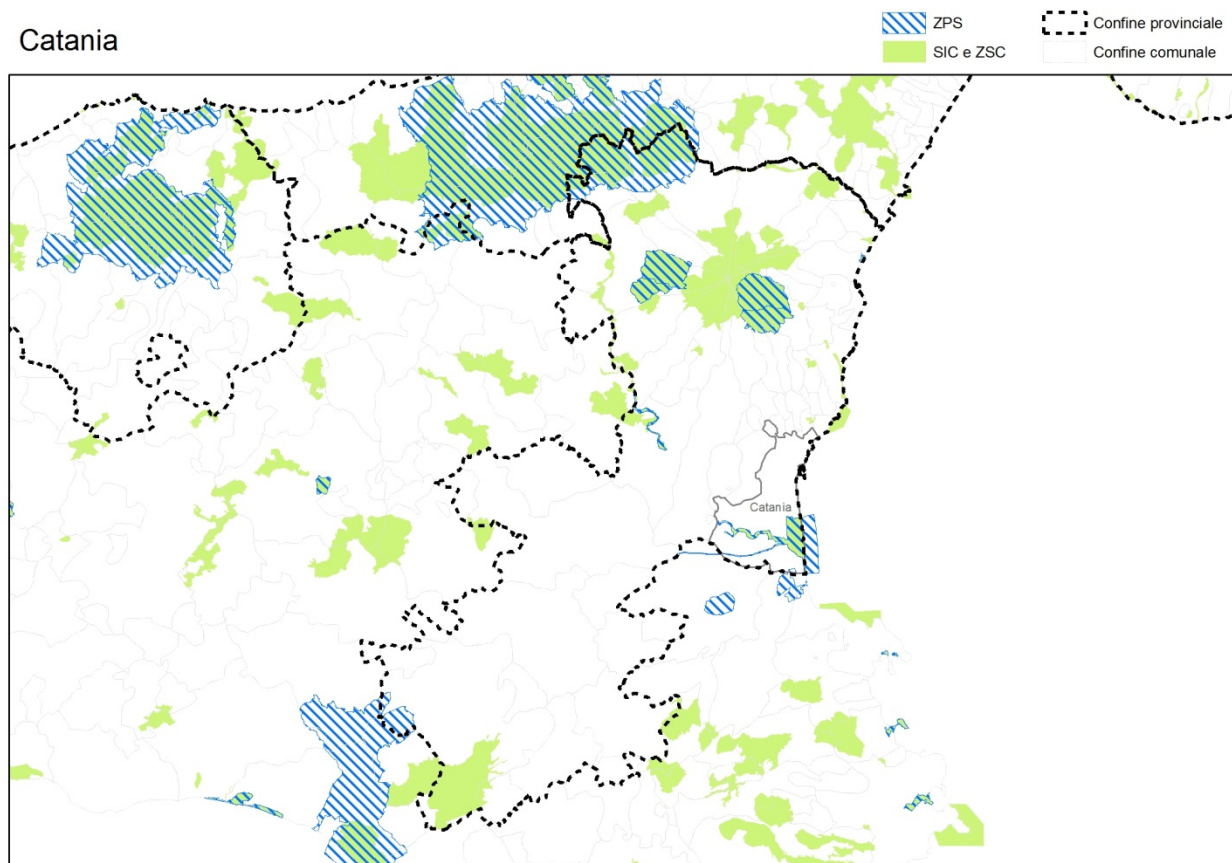 Catania
ZPS
SIC e ZSC
Confine provinciale
Confine comunale
Catania